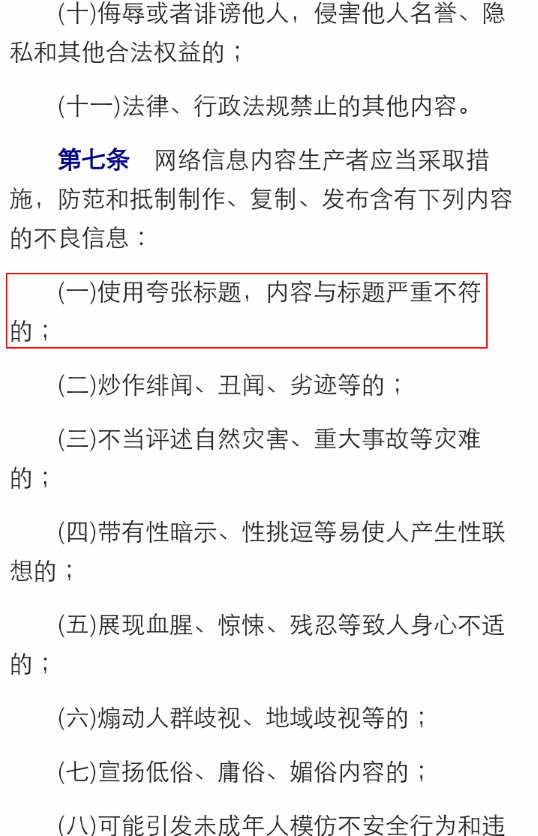 (十)侮辱或者诽谤他人，侵害他人名誉、隐
私和其他合法权益的；
(十一)法律、行政法规禁止的其他内容。
第七条　网络信息内容生产者应当采取措
施，防范和抵制制作、复制、发布含有下列内容
的不良信息：
(一)使用夸张标题，内容与标题严重不符
的；
(二)炒作绯闻、丑闻、劣迹等的；
(三)不当评述自然灾害、重大事故等灾难
的；
(四)带有性暗示、性挑逗等易使人产生性联
想的；
(五)展现血腥、惊悚、残忍等致人身心不适
的；
(六)煽动人群歧视、地域歧视等的；
(七)宣扬低俗、庸俗、媚俗内容的；
(八)可能引发未成年人模仿不安全行为和违